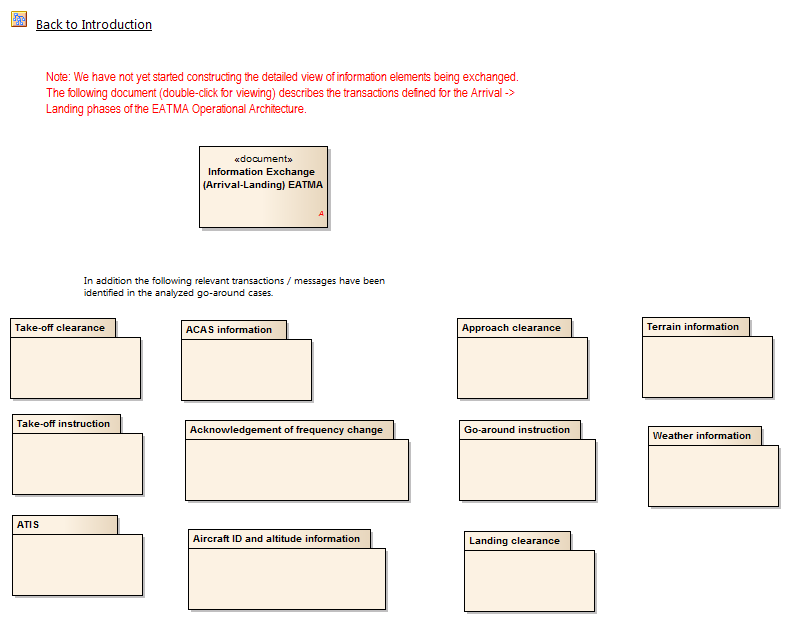 Back to Introduction
Note: We have not yet started constructing the detailed view of information elements being exchanged.
The following document (double-click for viewing) describes the transactions defined for the Arrival ->
Landing phases of the EATMA Operational Architecture.
«document»
Information Exchange
(Arrival-Landing) EATMA
A
In addition the following relevant transactions / messages have been
identified in the analyzed go-around cases.
Take-off clearance
ACAS information
Approach clearance
Terrain information
Take-off instruction
Acknowledgement of frequency change
Go-around instruction
Weather information
ATIS
Aircraft ID and altitude information
Landing clearance